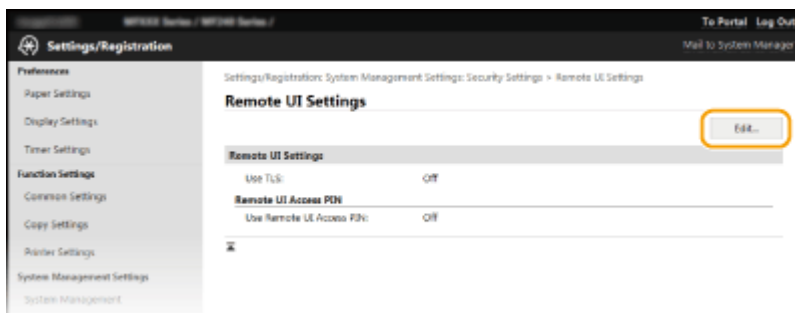 To Portal Log Out
Settings/Registration
Mail to System Manager
Preferences
Paper Settings
Display Settings
Timer Settings
Function Settings
Common Settings
Copy Settings
Printer Settings
System Management Settings
System Management
Settings/Registration: System Management Settings: Security Settings > Remote UI Settings
Remote UI Settings
Edit...
Remote UI Settings
Use TLS: Off
Remote UI Access PIN
Use Remote UI Access PIN: Off